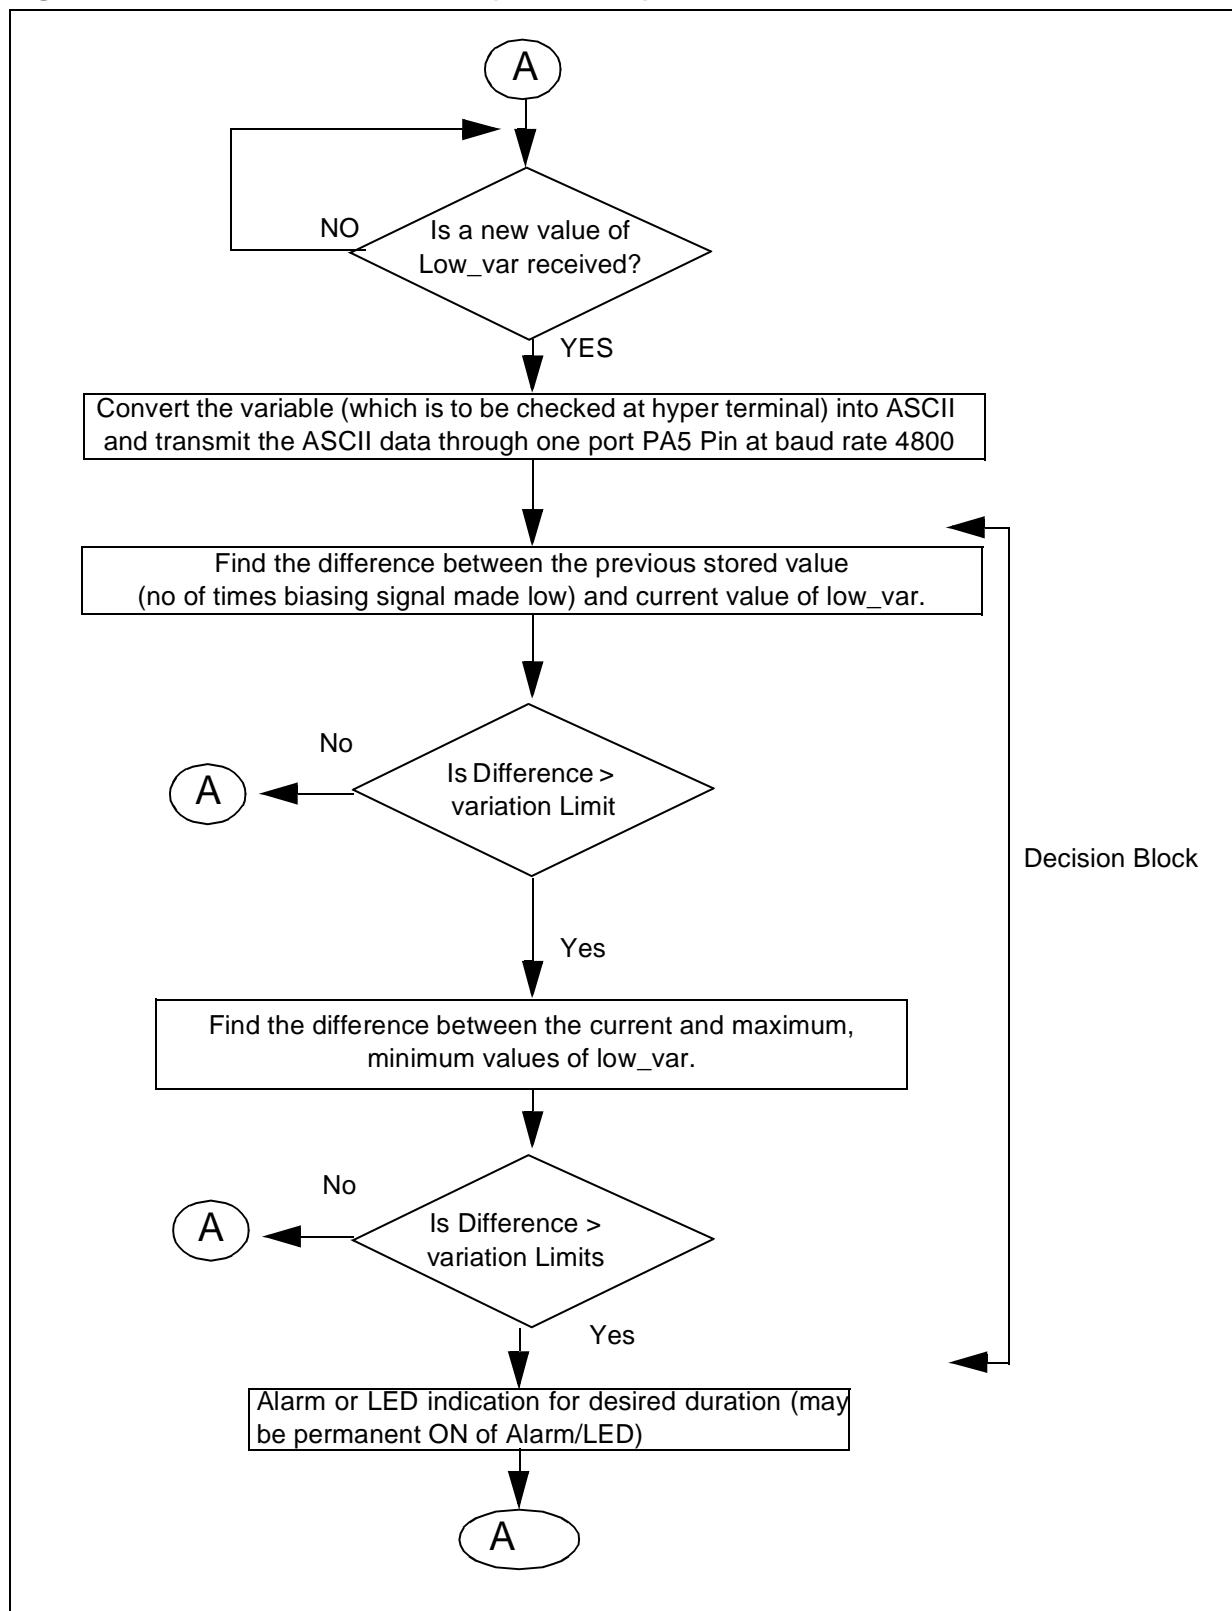 A
NO
Is a new value of
Low_var received?
YES
Convert the variable (which is to be checked at hyper terminal) into ASCII
and transmit the ASCII data through one port PA5 Pin at baud rate 4800
Find the difference between the previous stored value
(no of times biasing signal made low) and current value of low_var.
No
Is Difference >
variation Limit
A
Decision Block
Yes
Find the difference between the current and maximum,
minimum values of low_var.
No
Is Difference >
variation Limits
A
Yes
Alarm or LED indication for desired duration (may
be permanent ON of Alarm/LED)
A